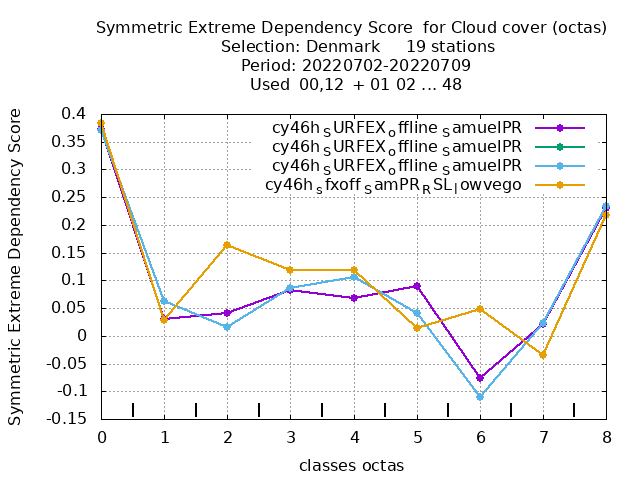 Symmetric Extreme Dependency Score  for Cloud cover (octas)
Selection: Denmark     19 stations
Period: 20220702-20220709
Used  00,12  + 01 02 ... 48
Symmetric Extreme Dependency Score
0.4
0.35
0.3
0.25
0.2
0.15
0.1
0.05
0
-0.05
-0.1
-0.15
cy46h_SURFEX_offline_SamuelPR
cy46h_SURFEX_offline_SamuelPR
cy46h_SURFEX_offline_SamuelPR
cy46h_sfxoff_SamPR_RSL_lowvego
0 1 2 3 4 5 6 7 8
classes octas